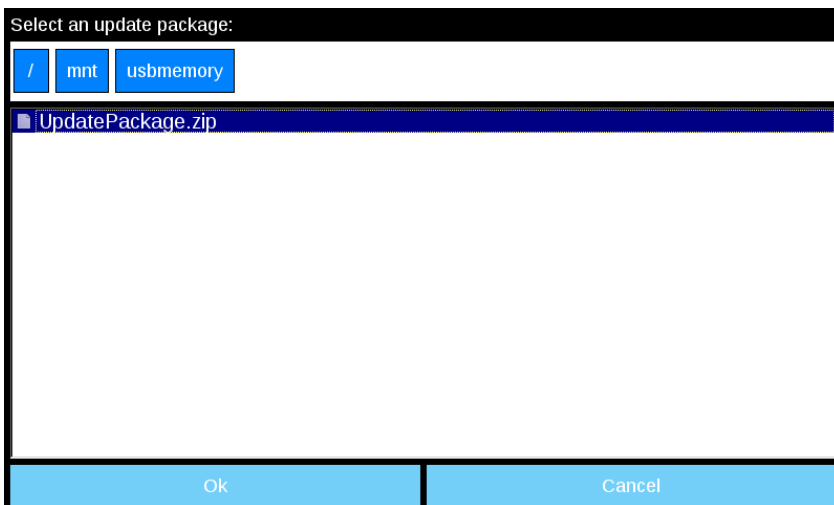 Select an update package:
/ mnt usbmemory
UpdatePackage.zip
Ok Cancel